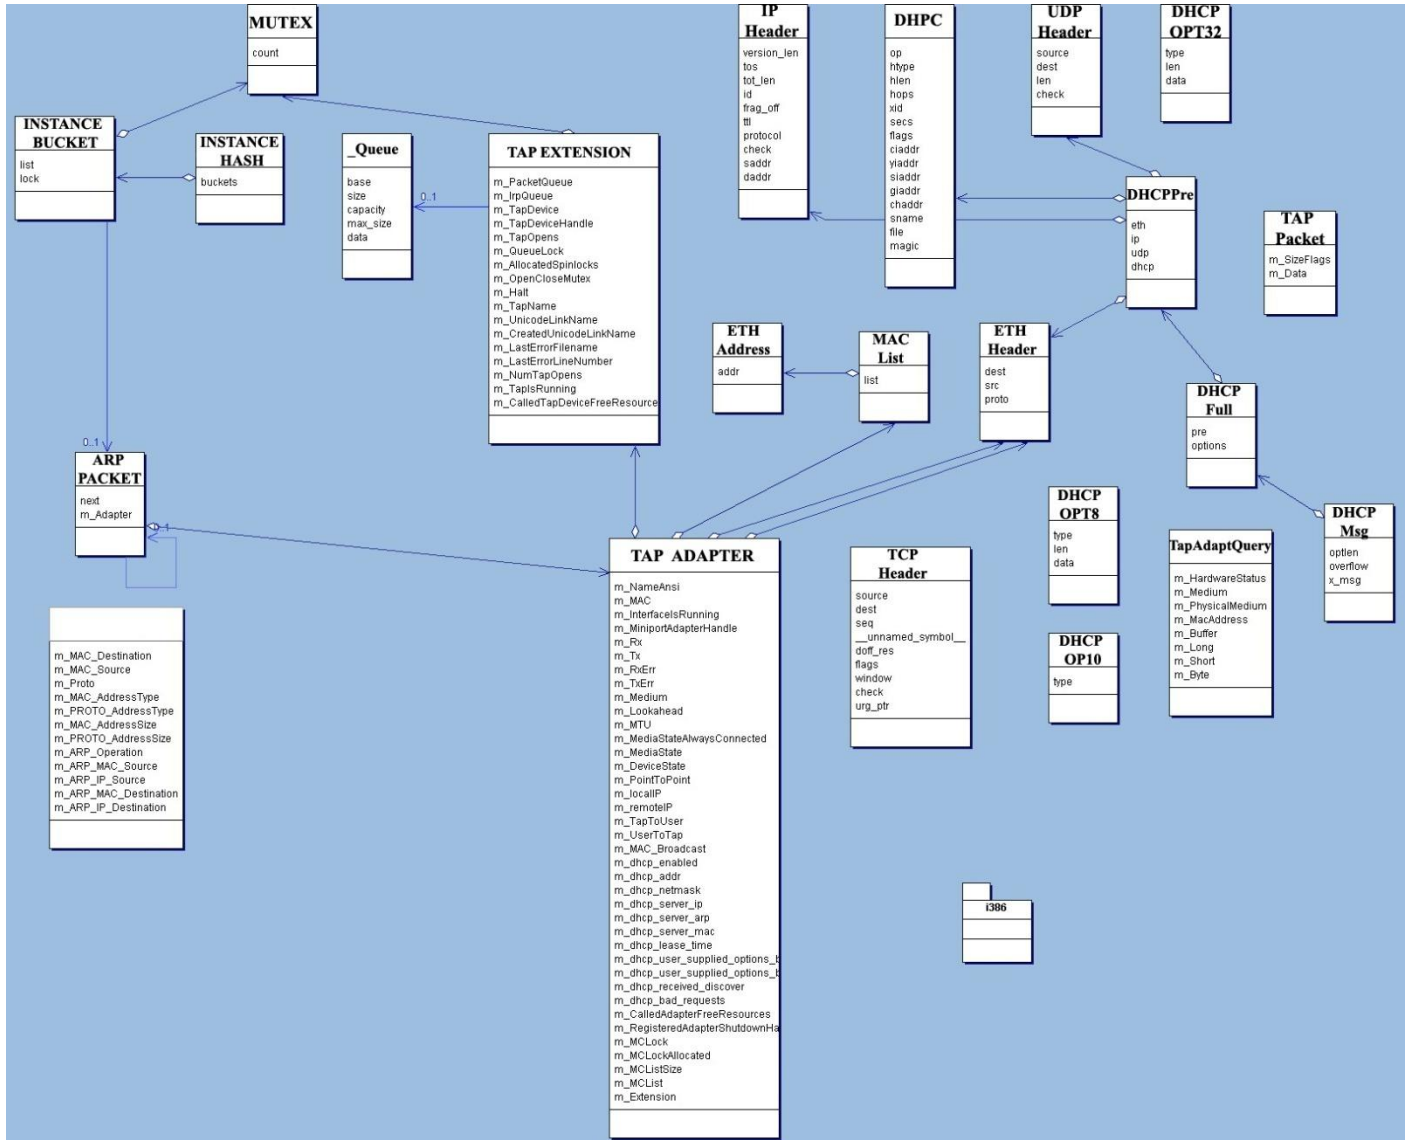 MUTEX
count
IP
Header
version_len
tos
tot_len
id
frag_off
ttl
protocol
check
saddr
daddr
DHPC
op
htype
hlen
hops
xid
secs
flags
ciaddr
yiaddr
siaddr
giaddr
chaddr
sname
file
magic
UDP
Header
source
dest
len
check
DHCP
OPT32
type
len
data
INSTANCE
BUCKET
list
lock
INSTANCE
HASH
buckets
_Queue
base
size
capacity
max_size
data
0..1
TAP EXTENSION
m_PacketQueue
m_IrpQueue
m_TapDevice
m_TapDeviceHandle
m_TapOpens
m_QueueLock
m_AllocatedSpinlocks
m_OpenCloseMutex
m_Halt
m_TapName
m_UnicodeLinkName
m_CreatedUnicodeLinkName
m_LastErrorFilename
m_LastErrorLineNumber
m_NumTapOpens
m_TapIsRunning
m_CalledTapDeviceFreeResource
DHCPPre
eth
ip
udp
dhcp
TAP
Packet
m_SizeFlags
m_Data
ETH
Address
addr
MAC
List
list
ETH
Header
dest
src
proto
DHCP
Full
pre
options
0..1
ARP
PACKET
next
m_Adapter
0..1
DHCP
OPT8
type
len
data
DHCP
Msg
optlen
overflow
x_msg
TapAdaptQuery
m_HardwareStatus
m_Medium
m_PhysicalMedium
m_MacAddress
m_Buffer
m_Long
m_Short
m_Byte
TAP ADAPTER
m_NameAnsi
m_MAC
m_InterfaceIsRunning
m_MiniportAdapterHandle
m_Rx
m_Tx
m_RxErr
m_TxErr
m_Medium
m_Lookahead
m_MTU
m_MediaStateAlwaysConnected
m_MediaState
m_DeviceState
m_PointToPoint
m_localIP
m_remoteIP
m_TapToUser
m_UserToTap
m_MAC_Broadcast
m_dhcp_enabled
m_dhcp_addr
m_dhcp_netmask
m_dhcp_server_ip
m_dhcp_server_arp
m_dhcp_server_mac
m_dhcp_lease_time
m_dhcp_user_supplied_options_b
m_dhcp_user_supplied_options_b
m_dhcp_received_discover
m_dhcp_bad_requests
m_CalledAdapterFreeResources
m_RegisteredAdapterShutdownHa
m_MCLock
m_MCLockAllocated
m_MCListSize
m_MCList
m_Extension
TCP
Header
source
dest
seq
__unnamed_symbol__
doff_res
flags
window
check
urg_ptr
DHCP
OP10
type
m_MAC_Destination
m_MAC_Source
m_Proto
m_MAC_AddressType
m_PROTO_AddressType
m_MAC_AddressSize
m_PROTO_AddressSize
m_ARP_Operation
m_ARP_MAC_Source
m_ARP_IP_Source
m_ARP_MAC_Destination
m_ARP_IP_Destination
i386